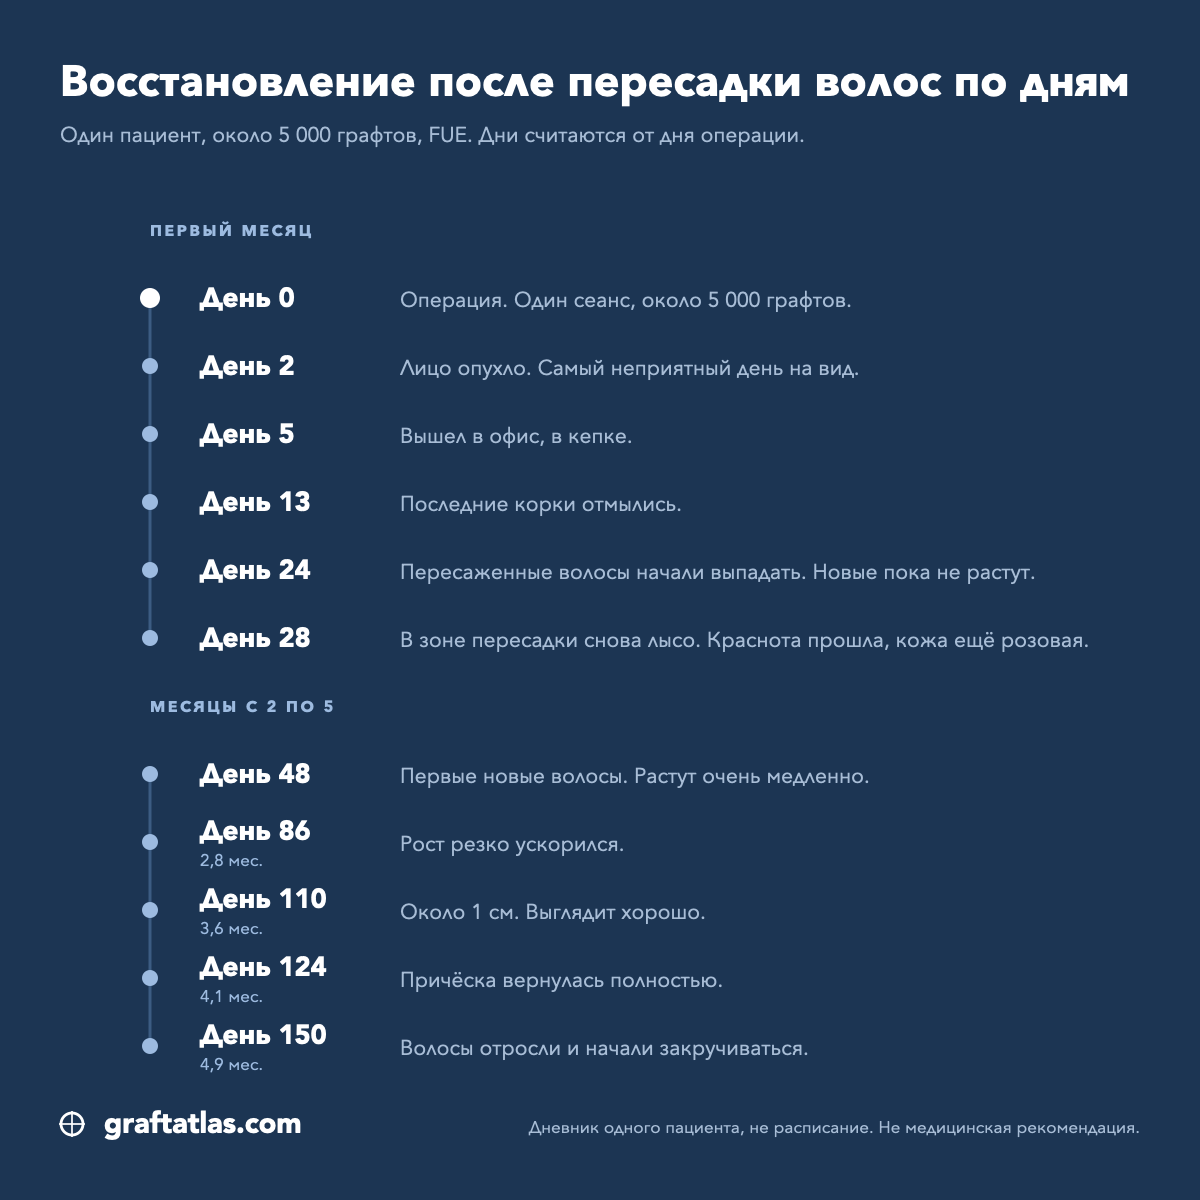 Восстановление после пересадки волос по дням
Один пациент, около 5 000 графтов, FUE. Дни считаются от дня операции.
ПЕРВЫЙ МЕСЯЦ
День 0 Операция. Один сеанс, около 5 000 графтов.
День 2 Лицо опухло. Самый неприятный день на вид.
День 5 Вышел в офис, в кепке.
День 13 Последние корки отмылись.
День 24 Пересаженные волосы начали выпадать. Новые пока не растут.
День 28 В зоне пересадки снова лысо. Краснота прошла, кожа ещё розовая.
МЕСЯЦЫ С 2 ПО 5
День 48 Первые новые волосы. Растут очень медленно.
День 86 Рост резко ускорился.
2,8 мес.
День 110 Около 1 см. Выглядит хорошо.
3,6 мес.
День 124 Причёска вернулась полностью.
4,1 мес.
День 150 Волосы отросли и начали закручиваться.
4,9 мес.
graftatlas.com Дневник одного пациента, не расписание. Не медицинская рекомендация.